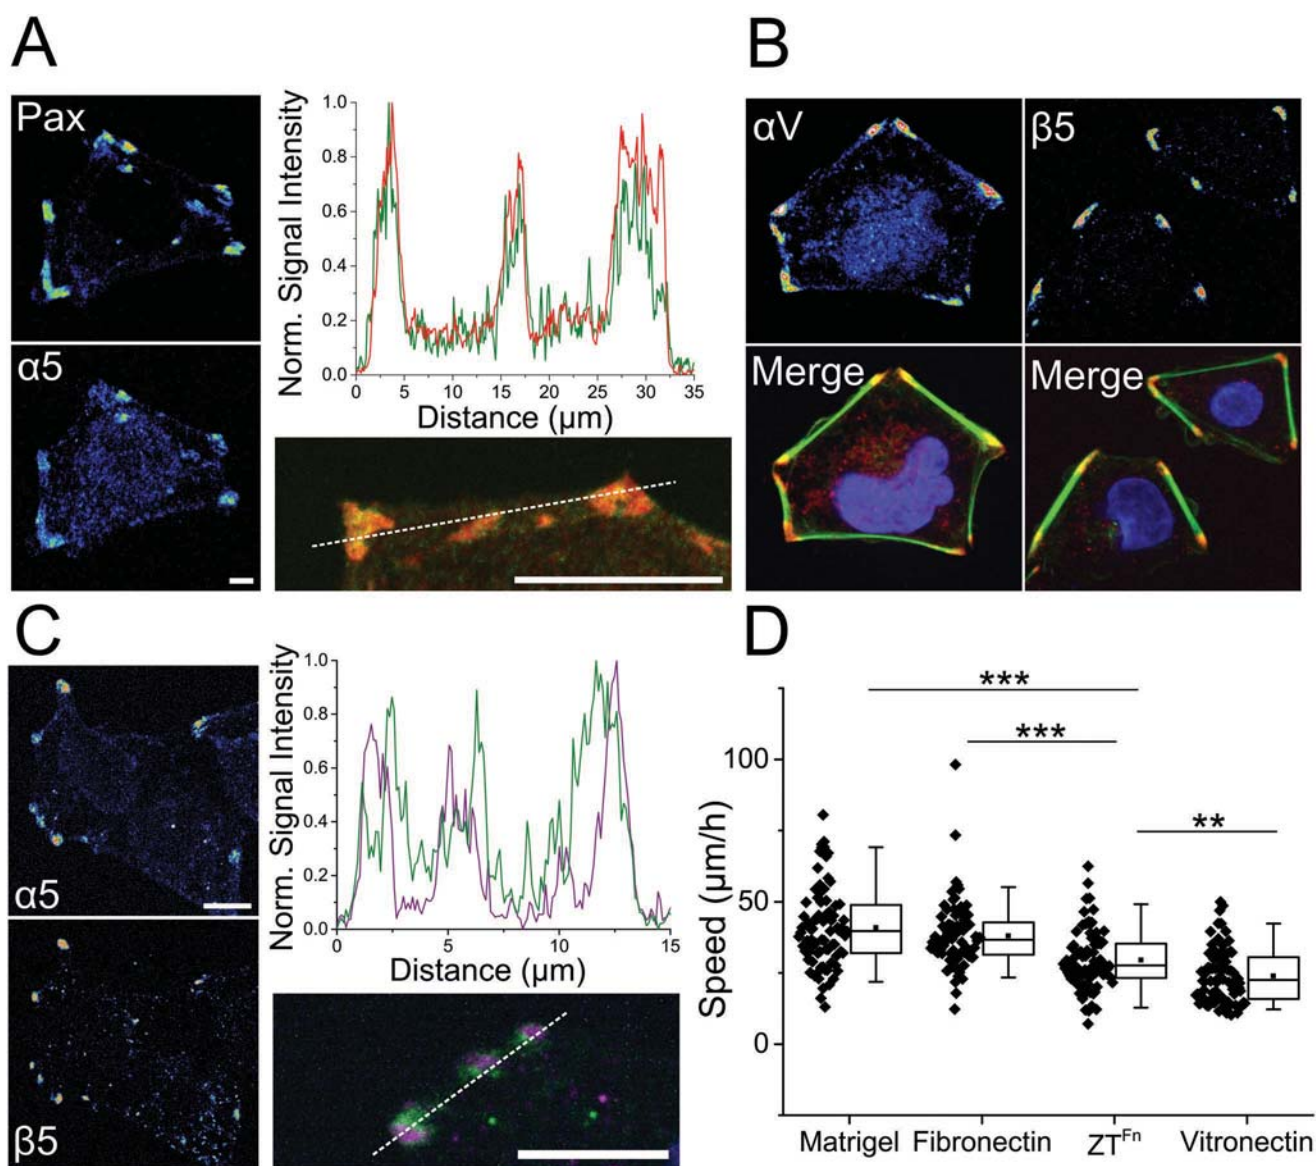 A
Pax
α5
Norm. Signal Intensity
1.0
0.8
0.6
0.4
0.2
0.0
0 5 10 15 20 25 30 35
Distance (µm)
B
αV
β5
Merge
Merge
C
α5
β5
Norm. Signal Intensity
1.0
0.8
0.6
0.4
0.2
0.0
0 5 10 15
Distance (µm)
D
***
***
**
Speed (µm/h)
100
50
0
Matrigel Fibronectin ZTFn Vitronectin